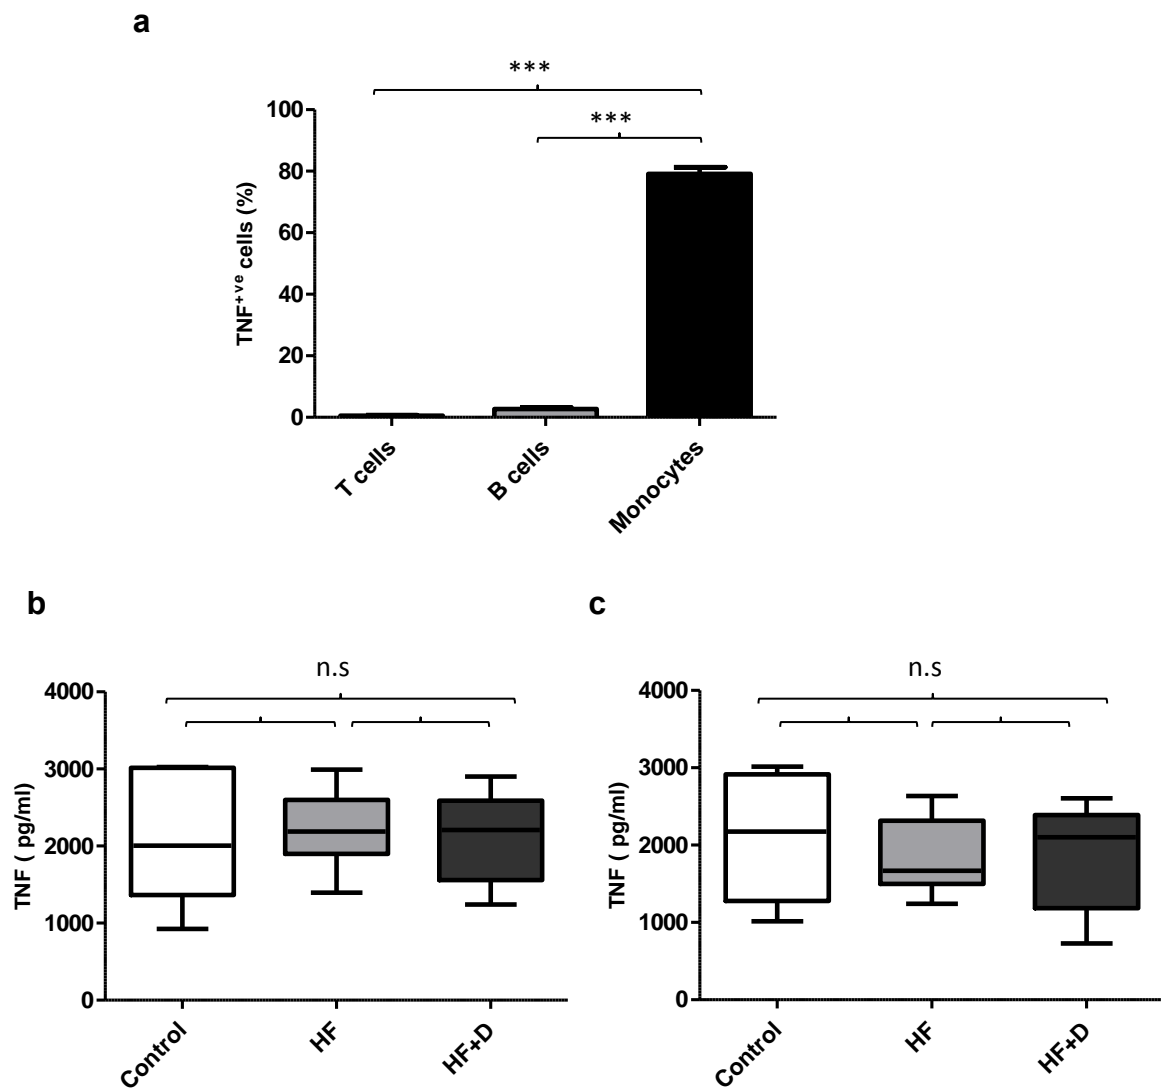 a
***
***
100
80
60
40
20
0
TNF+ve cells (%)
T cells
B cells
Monocytes
b
c
n.s
4000
3000
2000
1000
0
TNF ( pg/ml)
Control
HF
HF+D
n.s
4000
3000
2000
1000
0
TNF ( pg/ml)
Control
HF
HF+D